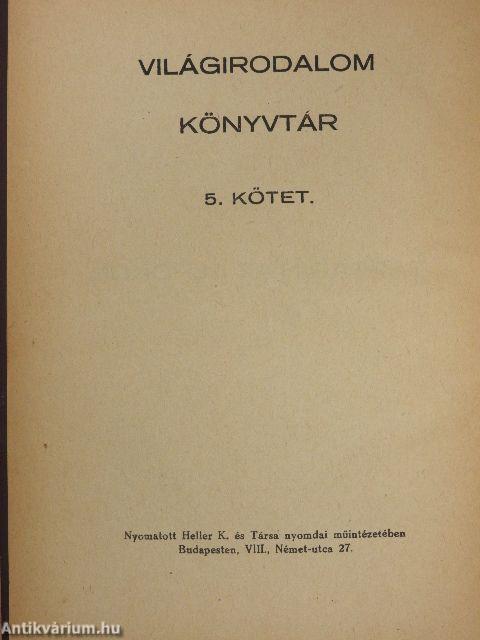 VILÁGIRODALOM
KÖNYVTÁR
5. KÖTET.
Nyomatott Heller K. és Társa nyomdai műintézetében
Budapesten, VIII., Német-utca 27.
Antikvárium.hu